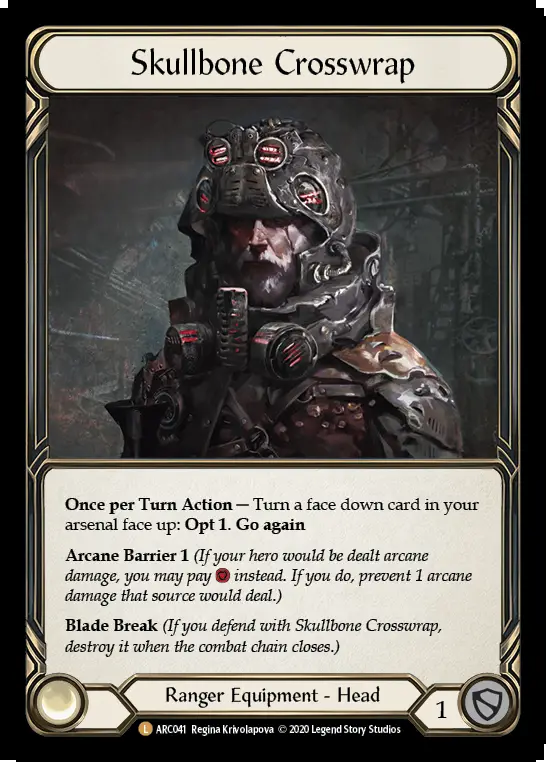 Skullbone Crosswrap
Once per Turn Action — Turn a face down card in your
arsenal face up: Opt 1. Go again
Arcane Barrier 1 (If your hero would be dealt arcane
damage, you may pay instead. If you do, prevent 1 arcane
damage that source would deal.)
Blade Break (If you defend with Skullbone Crosswrap,
destroy it when the combat chain closes.)
Ranger Equipment - Head
1
L ARC041 Regina Krivolapova © 2020 Legend Story Studios